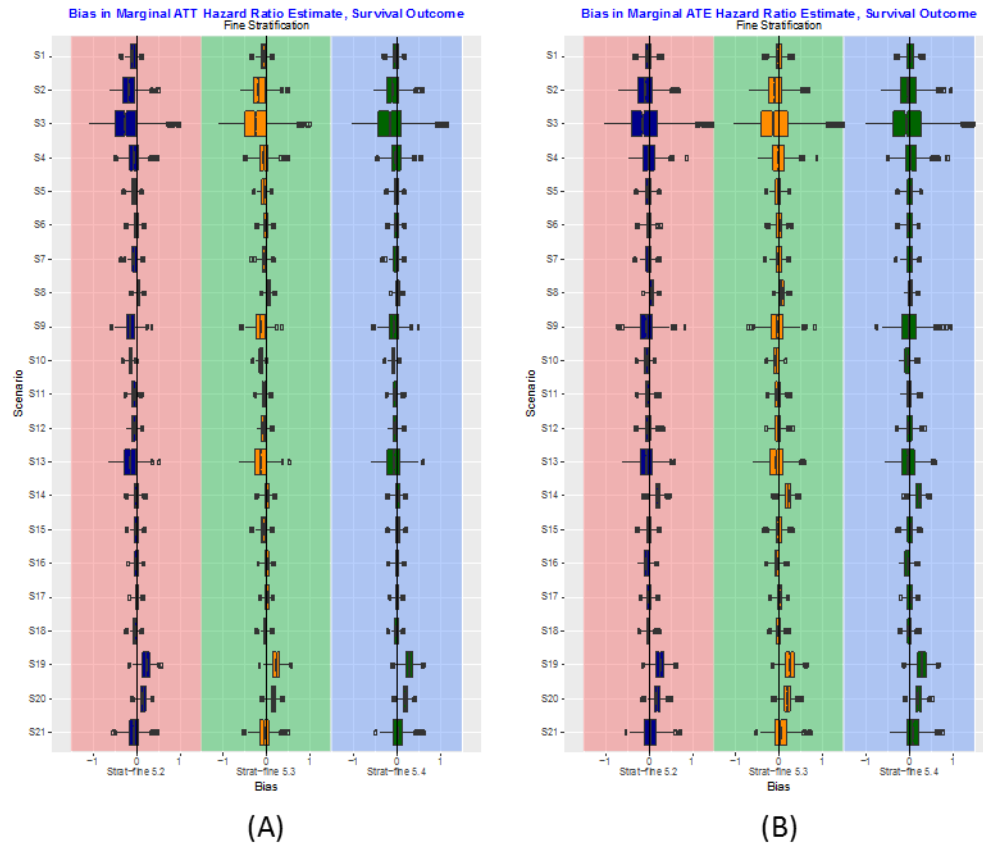 Bias in Marginal ATT Hazard Ratio Estimate, Survival Outcome
Fine Stratification
Scenario
S1
S2
S3
S4
S5
S6
S7
S8
S9
S10
S11
S12
S13
S14
S15
S16
S17
S18
S19
S20
S21
−1 0 1 −1 0 1 −1 0 1
Strat−fine 5.2 Strat−fine 5.3 Strat−fine 5.4
Bias
(A)
Bias in Marginal ATE Hazard Ratio Estimate, Survival Outcome
Fine Stratification
Scenario
S1
S2
S3
S4
S5
S6
S7
S8
S9
S10
S11
S12
S13
S14
S15
S16
S17
S18
S19
S20
S21
−1 0 1 −1 0 1 −1 0 1
Strat−fine 5.2 Strat−fine 5.3 Strat−fine 5.4
Bias
(B)